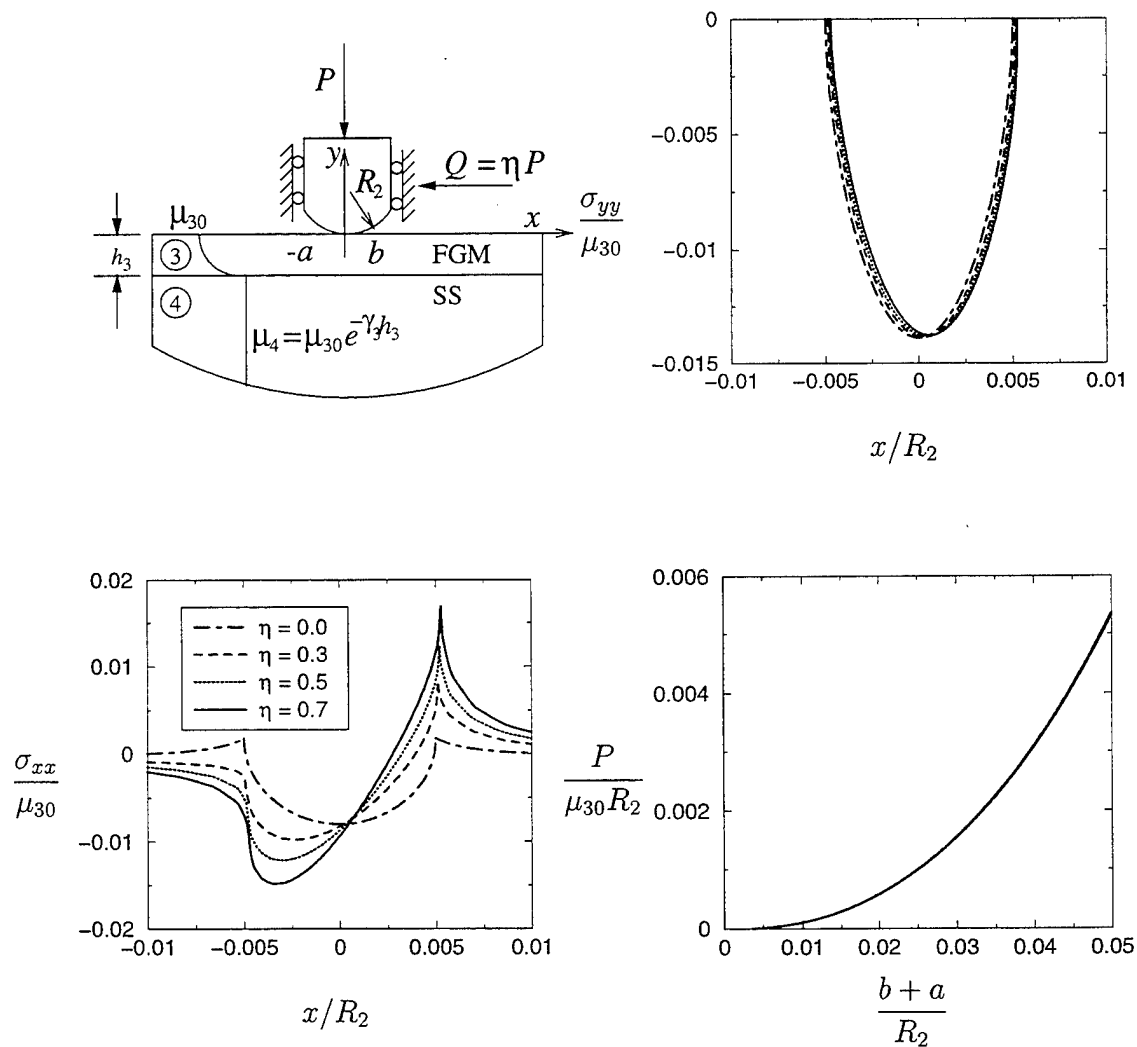 P
y
R₂
Q = ηP
μ₃₀
x
h₃
③
-a
b
FGM
④
SS
μ₄ = μ₃₀e^{-γ₃h₃}
σ_yy / μ₃₀
0
−0.005
−0.01
−0.015
−0.01 −0.005 0 0.005 0.01
x/R₂
0.02
0.01
0
−0.01
−0.02
η = 0.0
η = 0.3
η = 0.5
η = 0.7
σ_xx / μ₃₀
−0.01 −0.005 0 0.005 0.01
x/R₂
0.006
0.004
0.002
0
P / μ₃₀R₂
0 0.01 0.02 0.03 0.04 0.05
b + a / R₂